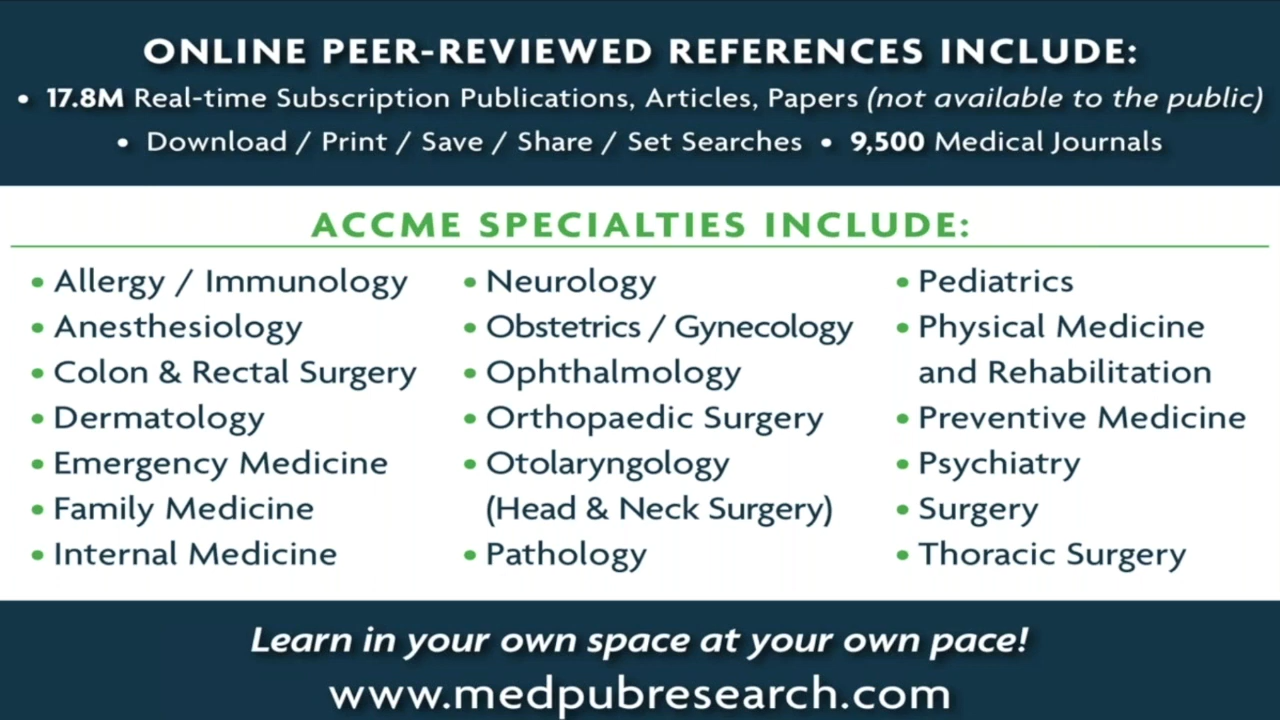 ONLINE PEER-REVIEWED REFERENCES INCLUDE:
• 17.8M Real-time Subscription Publications, Articles, Papers (not available to the public)
• Download / Print / Save / Share / Set Searches • 9,500 Medical Journals
ACCME SPECIALTIES INCLUDE:
• Allergy / Immunology
• Anesthesiology
• Colon & Rectal Surgery
• Dermatology
• Emergency Medicine
• Family Medicine
• Internal Medicine
• Neurology
• Obstetrics / Gynecology
• Ophthalmology
• Orthopaedic Surgery
• Otolaryngology
(Head & Neck Surgery)
• Pathology
• Pediatrics
• Physical Medicine
and Rehabilitation
• Preventive Medicine
• Psychiatry
• Surgery
• Thoracic Surgery
Learn in your own space at your own pace!
www.medpubresearch.com